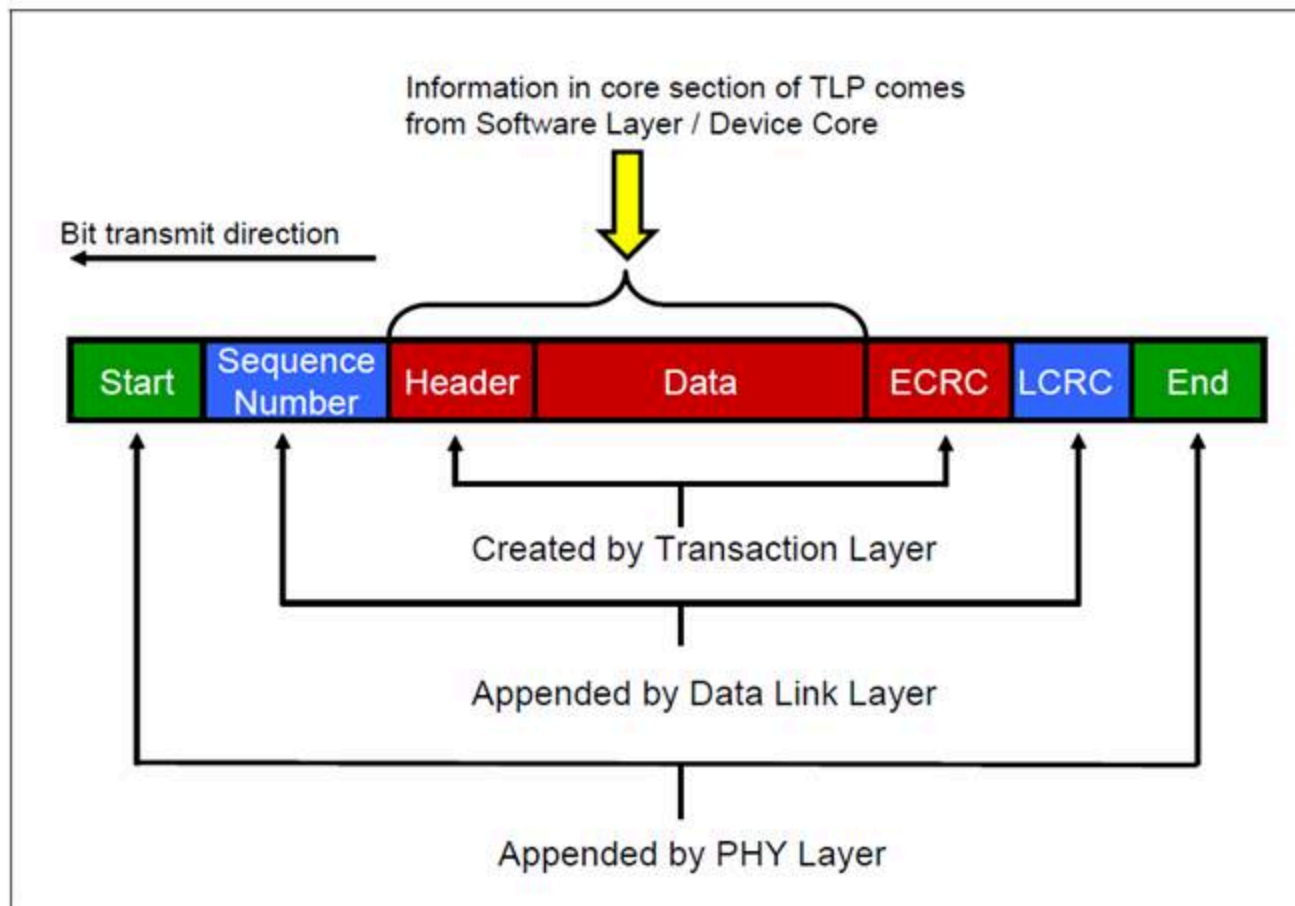 Information in core section of TLP comes
from Software Layer / Device Core
Bit transmit direction
Start
Sequence
Number
Header
Data
ECRC
LCRC
End
Created by Transaction Layer
Appended by Data Link Layer
Appended by PHY Layer